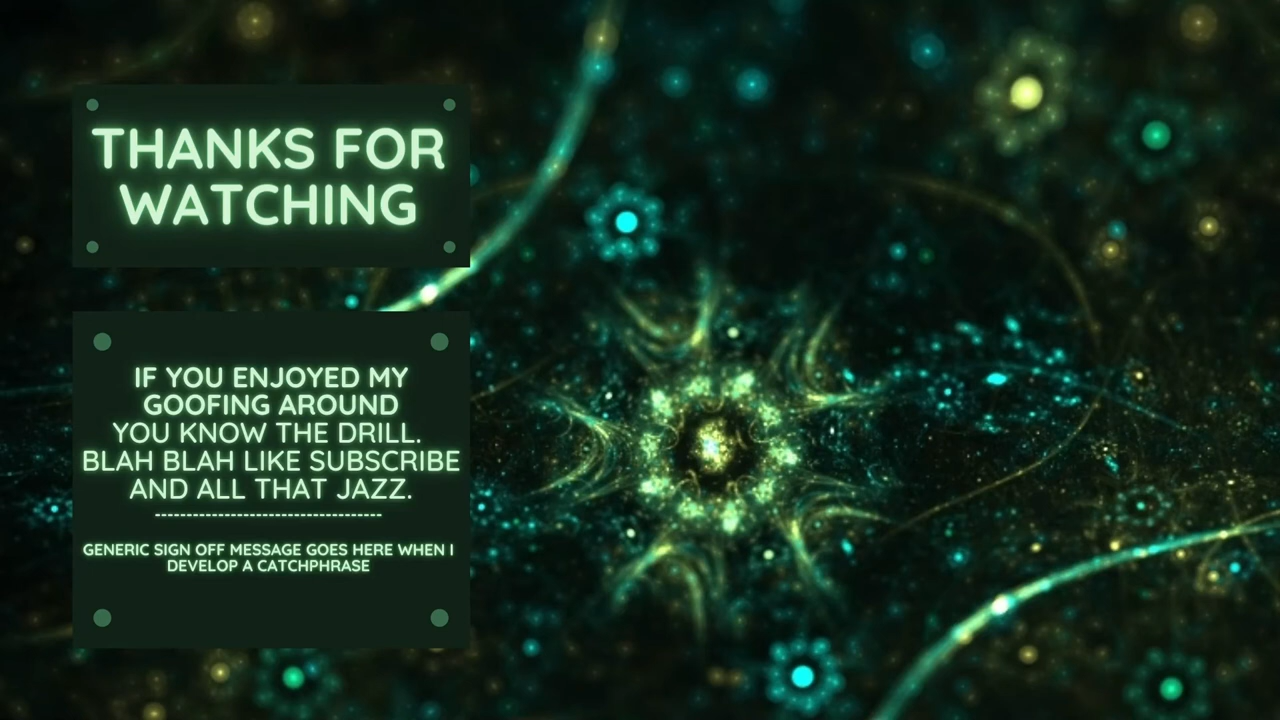 THANKS FOR
WATCHING
IF YOU ENJOYED MY
GOOFING AROUND
YOU KNOW THE DRILL.
BLAH BLAH LIKE SUBSCRIBE
AND ALL THAT JAZZ.
------------------------------------
GENERIC SIGN OFF MESSAGE GOES HERE WHEN I
DEVELOP A CATCHPHRASE